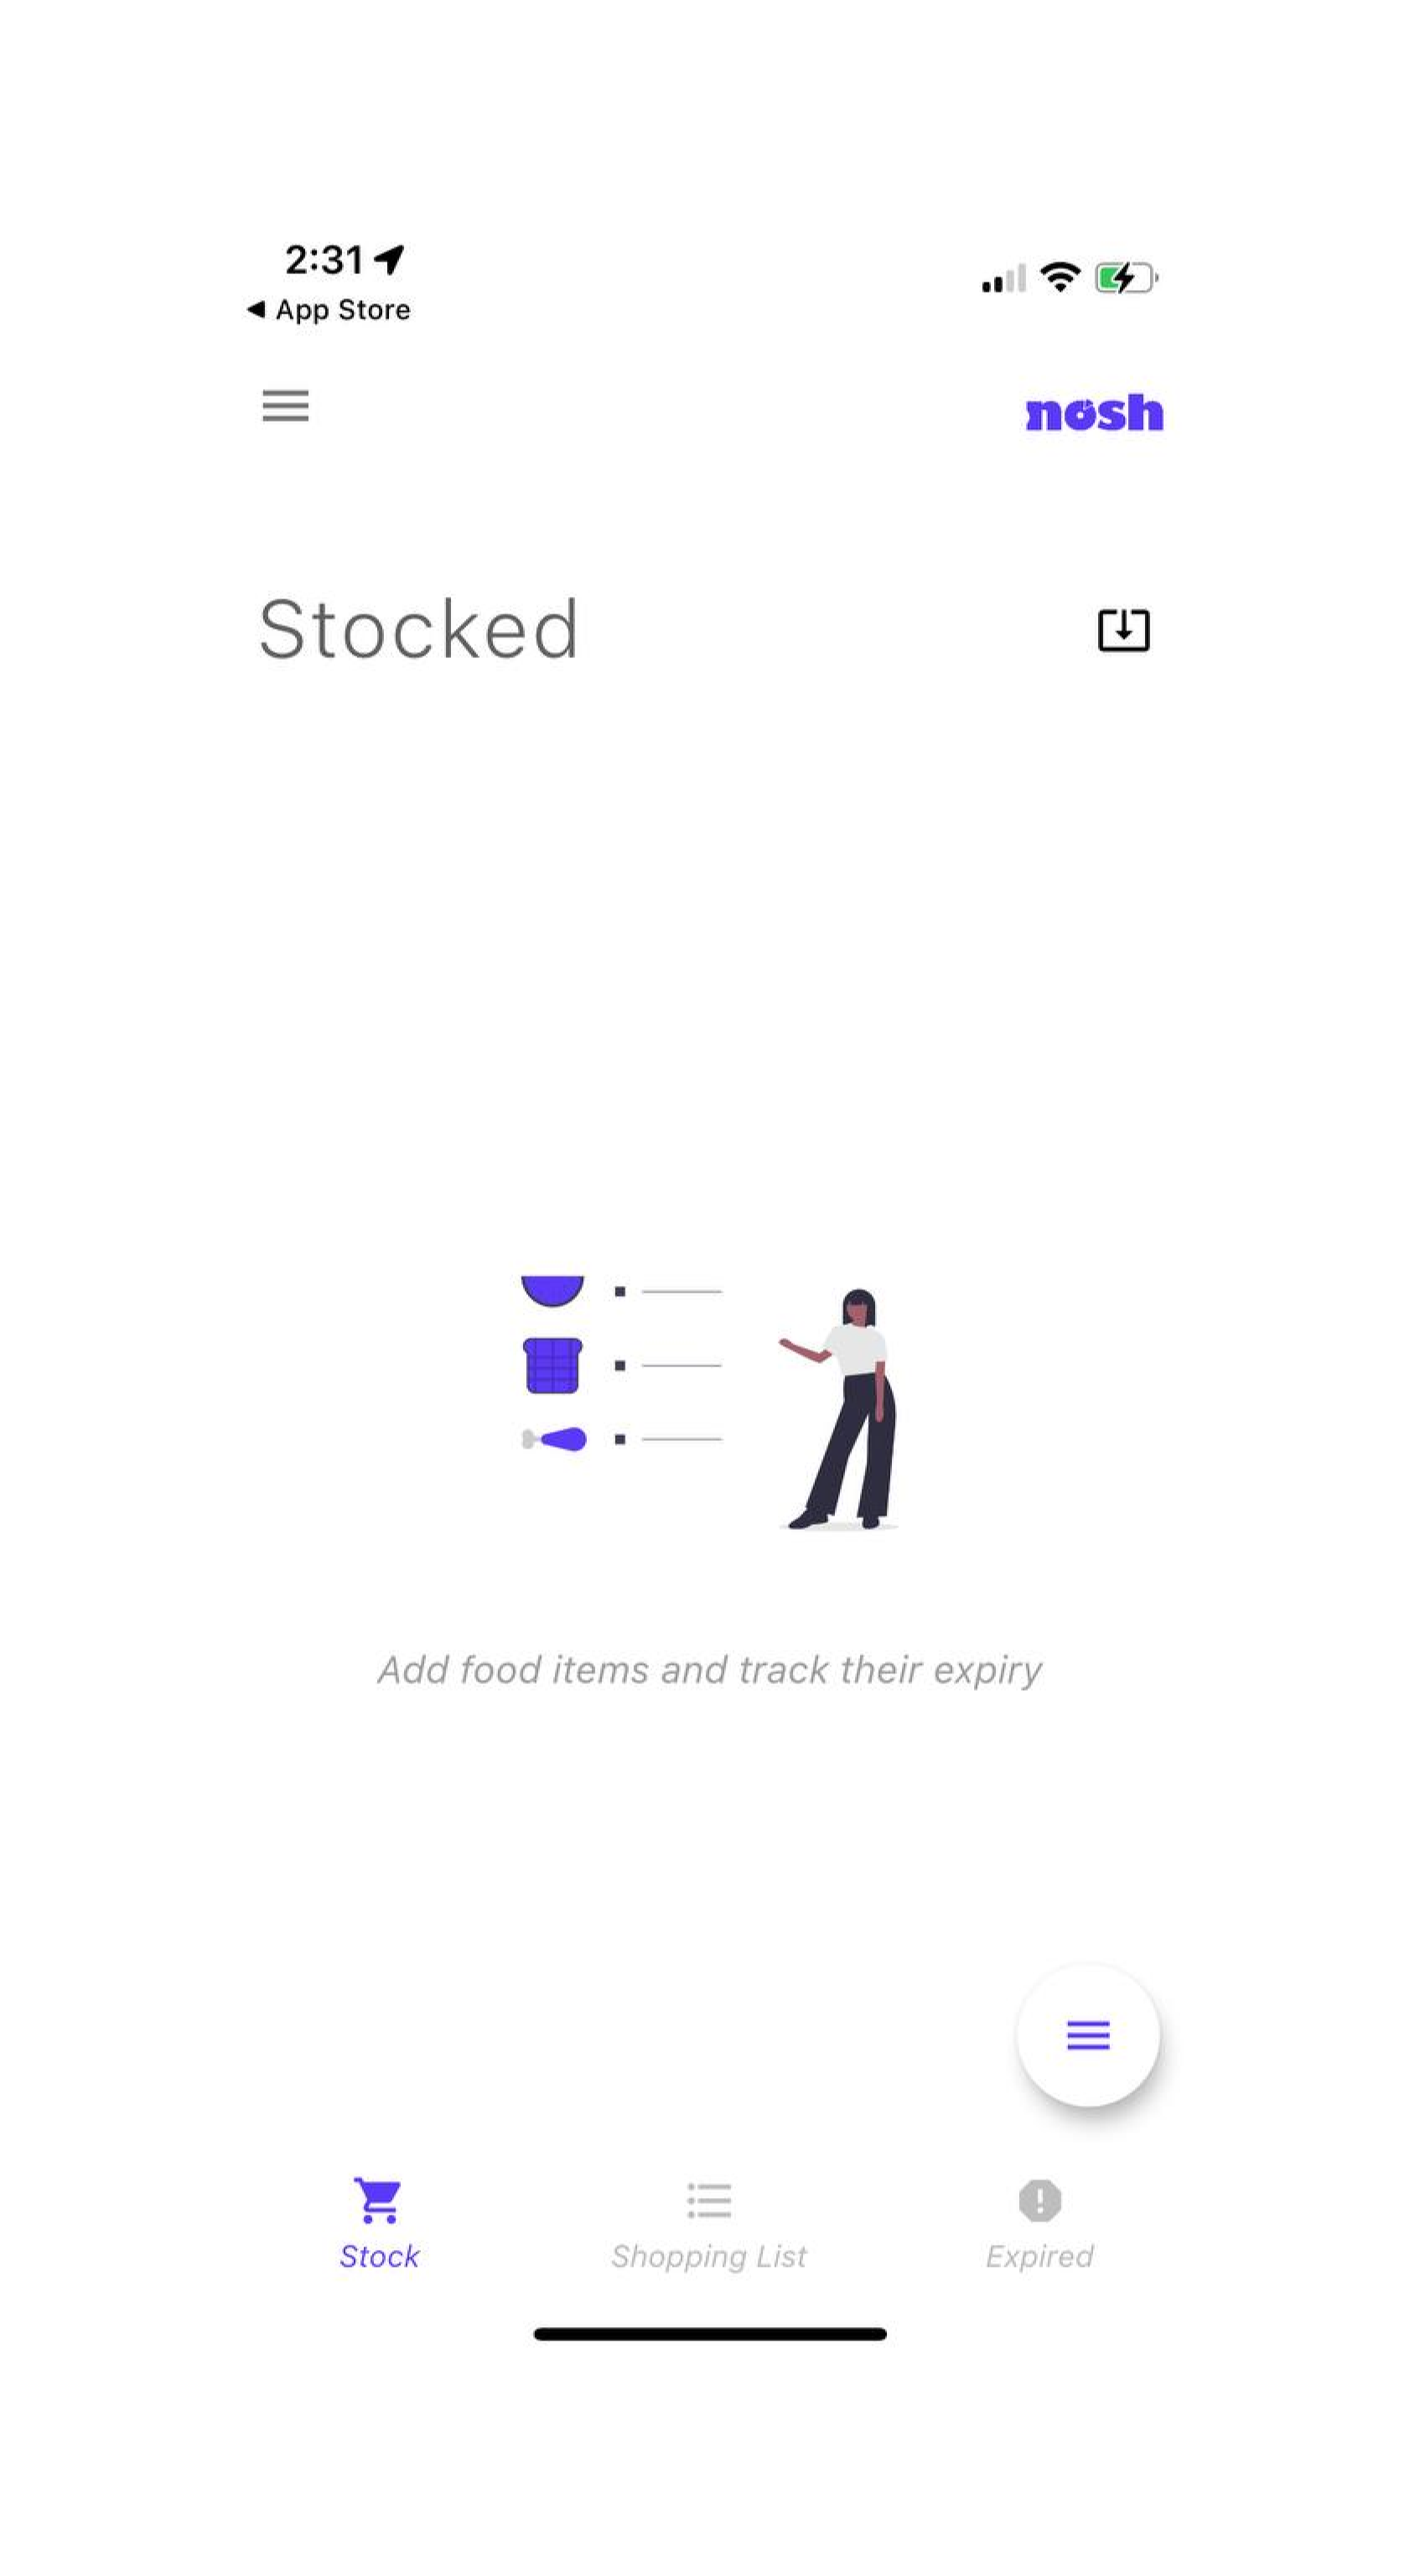 2:31
◀ App Store
nosh
Stocked
Add food items and track their expiry
Stock
Shopping List
Expired